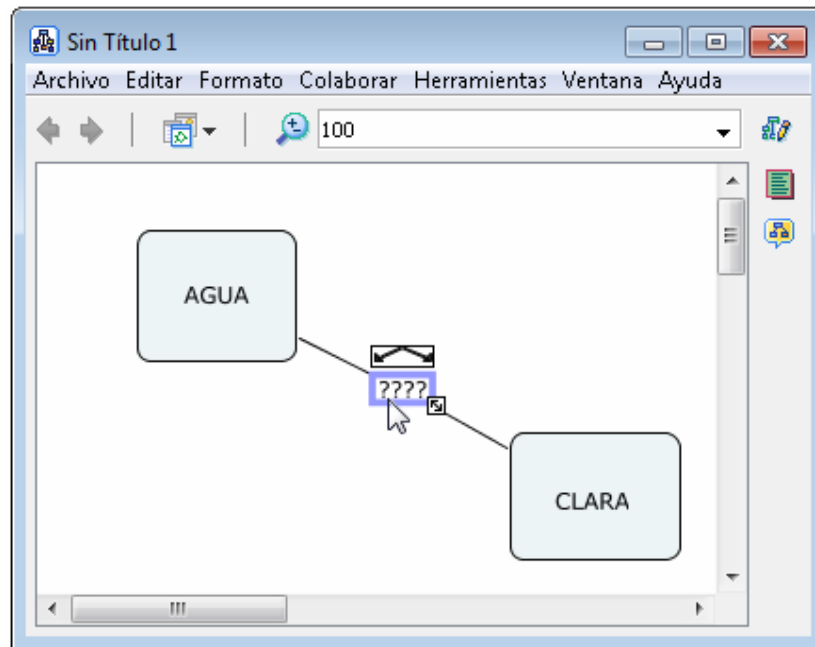 Sin Título 1
Archivo Editar Formato Colaborar Herramientas Ventana Ayuda
100
AGUA
????
CLARA